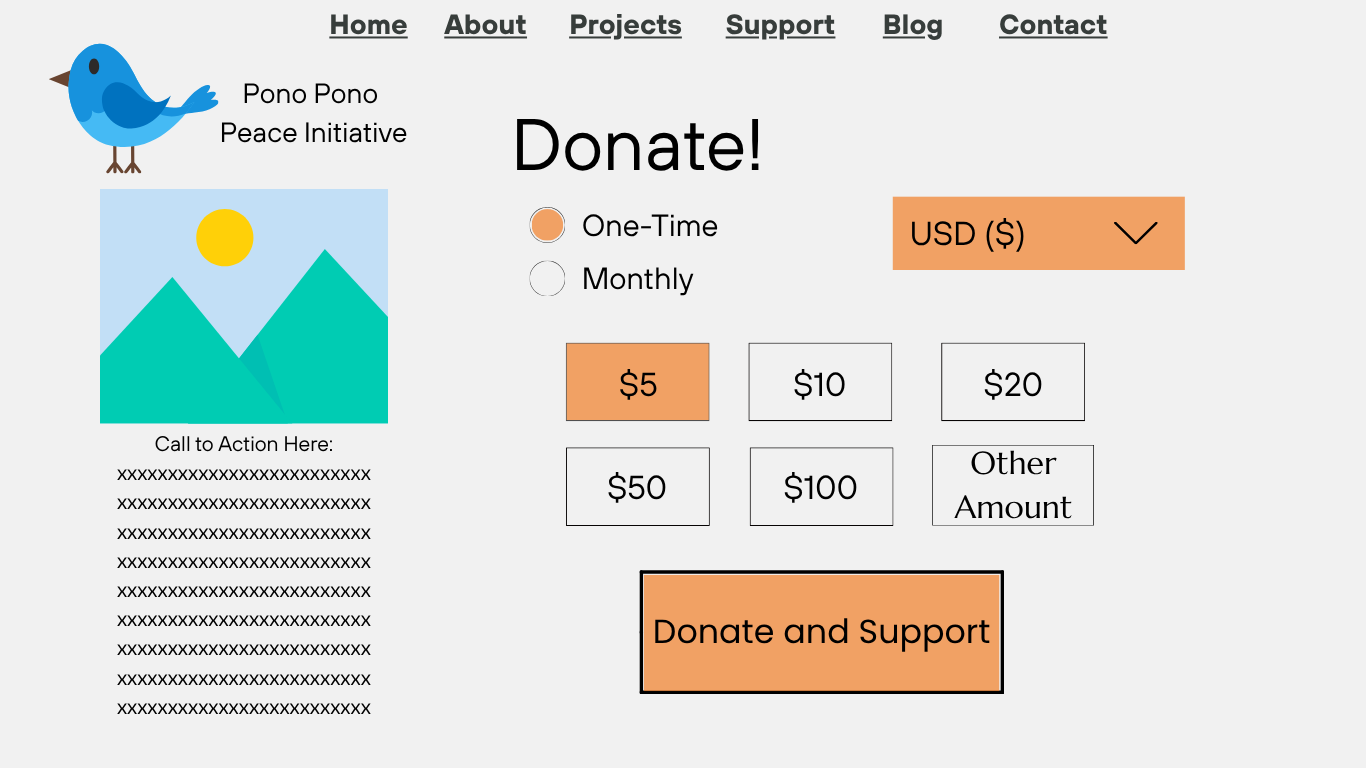 Home About Projects Support Blog Contact
Pono Pono
Peace Initiative
Donate!
One-Time
Monthly
USD ($)
$5 $10 $20
$50 $100 Other
Amount
Donate and Support
Call to Action Here:
xxxxxxxxxxxxxxxxxxxxxxxxx
xxxxxxxxxxxxxxxxxxxxxxxxx
xxxxxxxxxxxxxxxxxxxxxxxxx
xxxxxxxxxxxxxxxxxxxxxxxxx
xxxxxxxxxxxxxxxxxxxxxxxxx
xxxxxxxxxxxxxxxxxxxxxxxxx
xxxxxxxxxxxxxxxxxxxxxxxxx
xxxxxxxxxxxxxxxxxxxxxxxxx
xxxxxxxxxxxxxxxxxxxxxxxxx